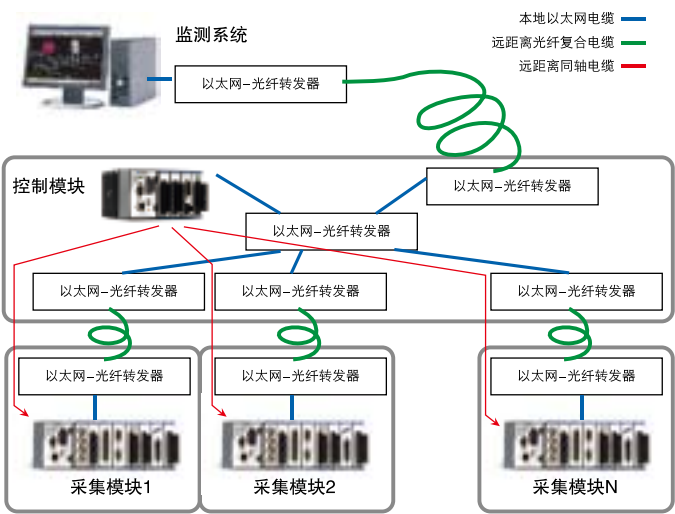 监测系统
本地以太网电缆
远距离光纤复合电缆
远距离同轴电缆
以太网–光纤转发器
控制模块
以太网–光纤转发器
以太网–光纤转发器
以太网–光纤转发器
以太网–光纤转发器
以太网–光纤转发器
以太网–光纤转发器
以太网–光纤转发器
以太网–光纤转发器
采集模块1
采集模块2
采集模块N